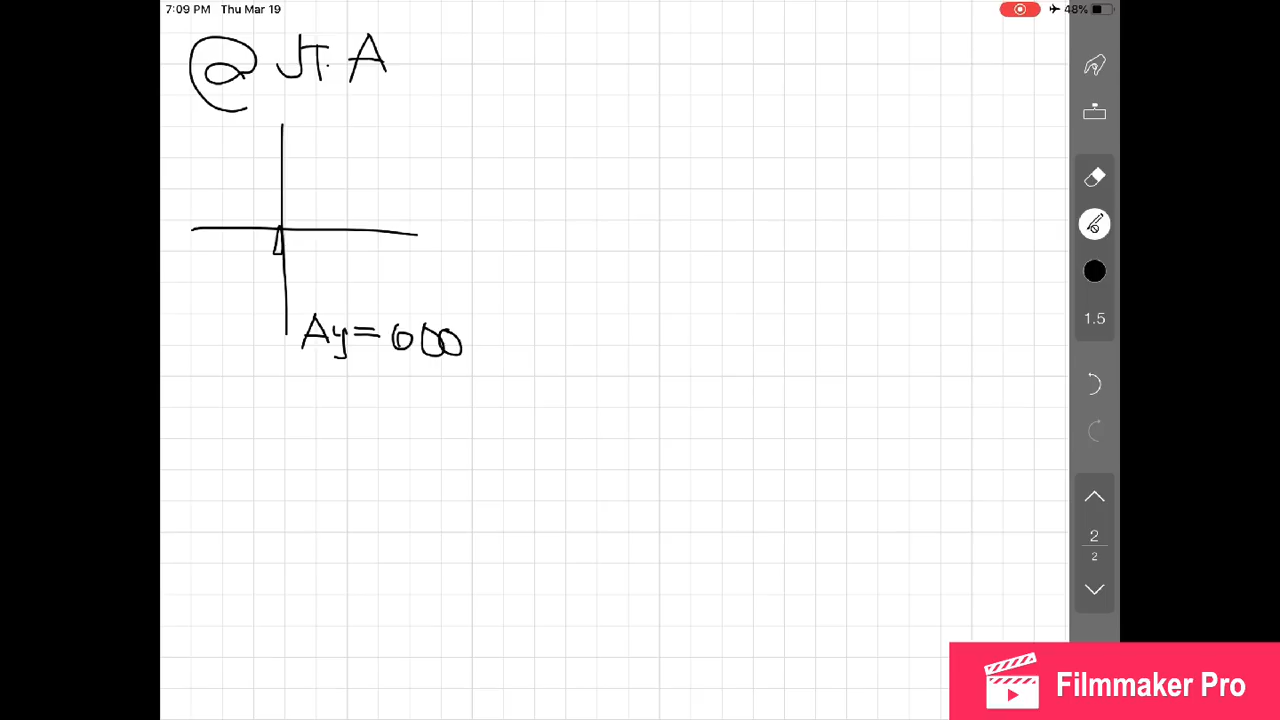 7:09 PM Thu Mar 19
48%
@ JT. A
Ay = 600
1.5
2
2
Filmmaker Pro